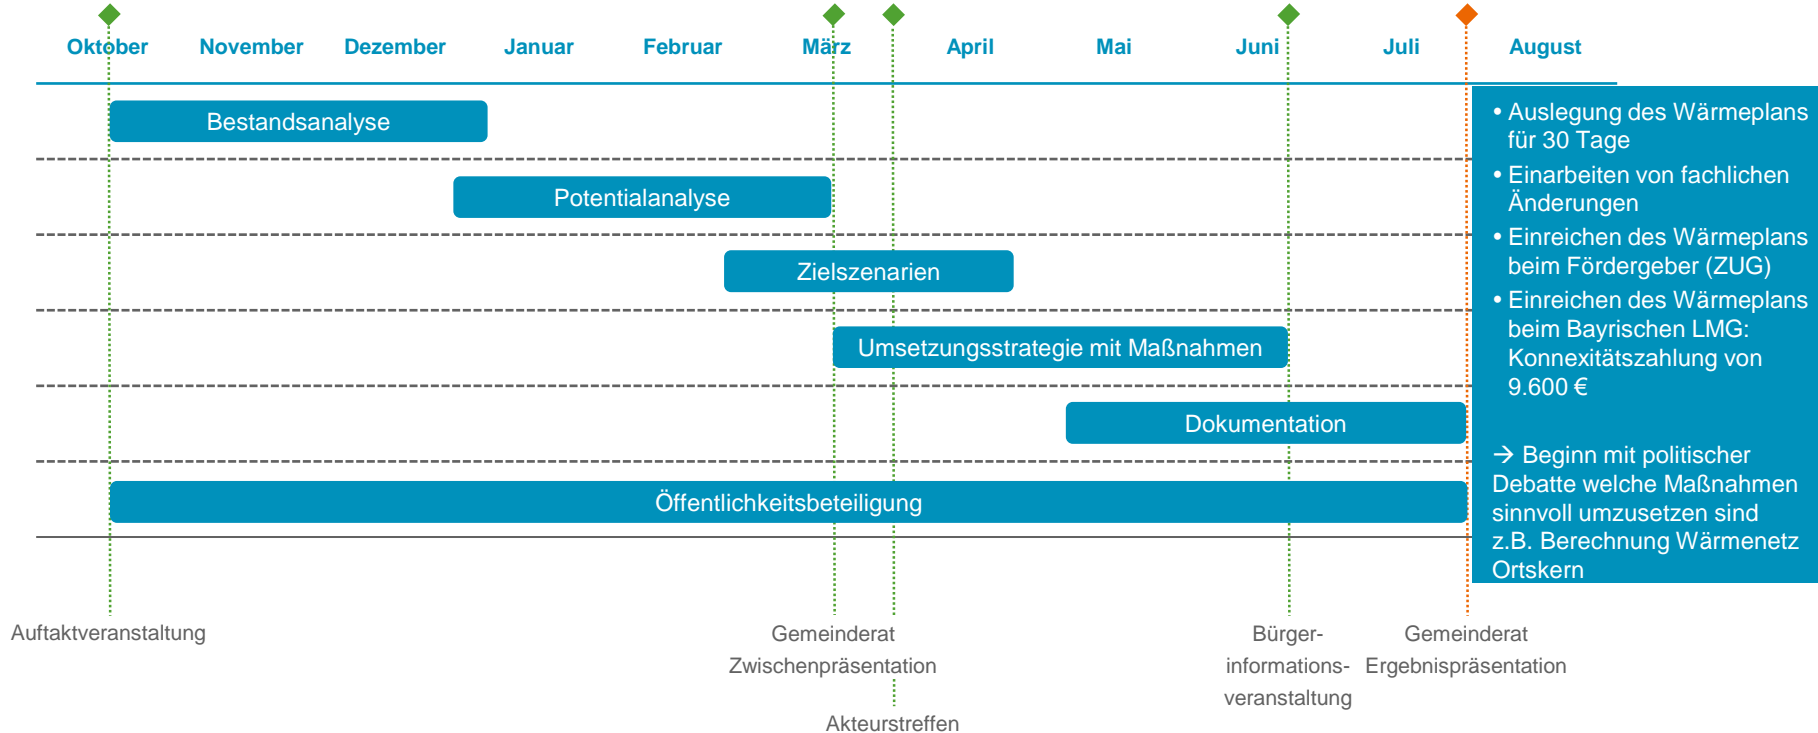 Oktober November Dezember Januar Februar März April Mai Juni Juli August
Bestandsanalyse
Potentialanalyse
Zielszenarien
Umsetzungsstrategie mit Maßnahmen
Dokumentation
Öffentlichkeitsbeteiligung
• Auslegung des Wärmeplans
für 30 Tage
• Einarbeiten von fachlichen
Änderungen
• Einreichen des Wärmeplans
beim Fördergeber (ZUG)
• Einreichen des Wärmeplans
beim Bayrischen LMG:
Konnexitätszahlung von
9.600 €
→ Beginn mit politischer
Debatte welche Maßnahmen
sinnvoll umzusetzen sind
z.B. Berechnung Wärmenetz
Ortskern
Auftaktveranstaltung
Gemeinderat
Zwischenpräsentation
Akteurstreffen
Bürger-
informations-
veranstaltung
Gemeinderat
Ergebnispräsentation